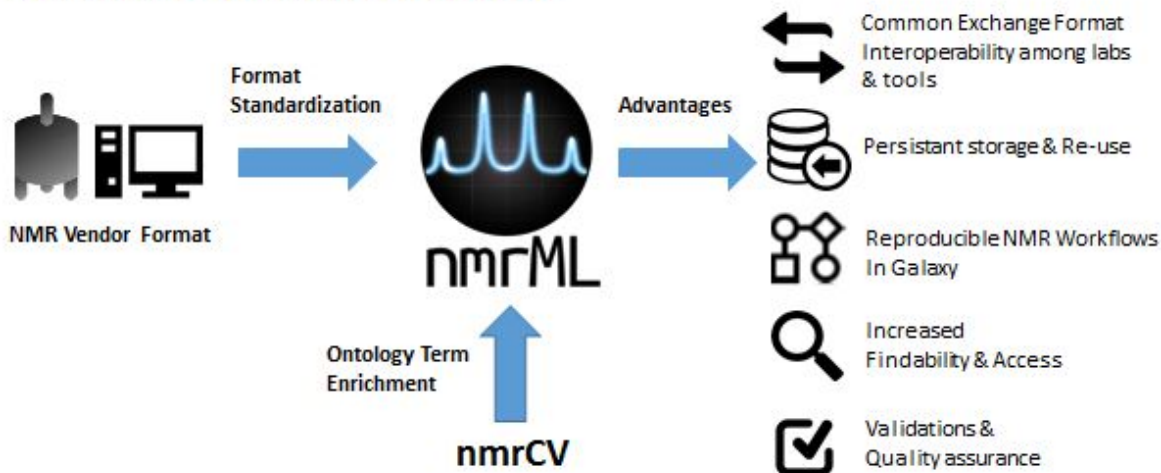 Format
Standardization
NMR Vendor Format
nmrML
Ontology Term
Enrichment
nmrCV
Advantages
Common Exchange Format
Interoperability among labs
& tools
Persistant storage & Re-use
Reproducible NMR Workflows
In Galaxy
Increased
Findability & Access
Validations &
Quality assurance